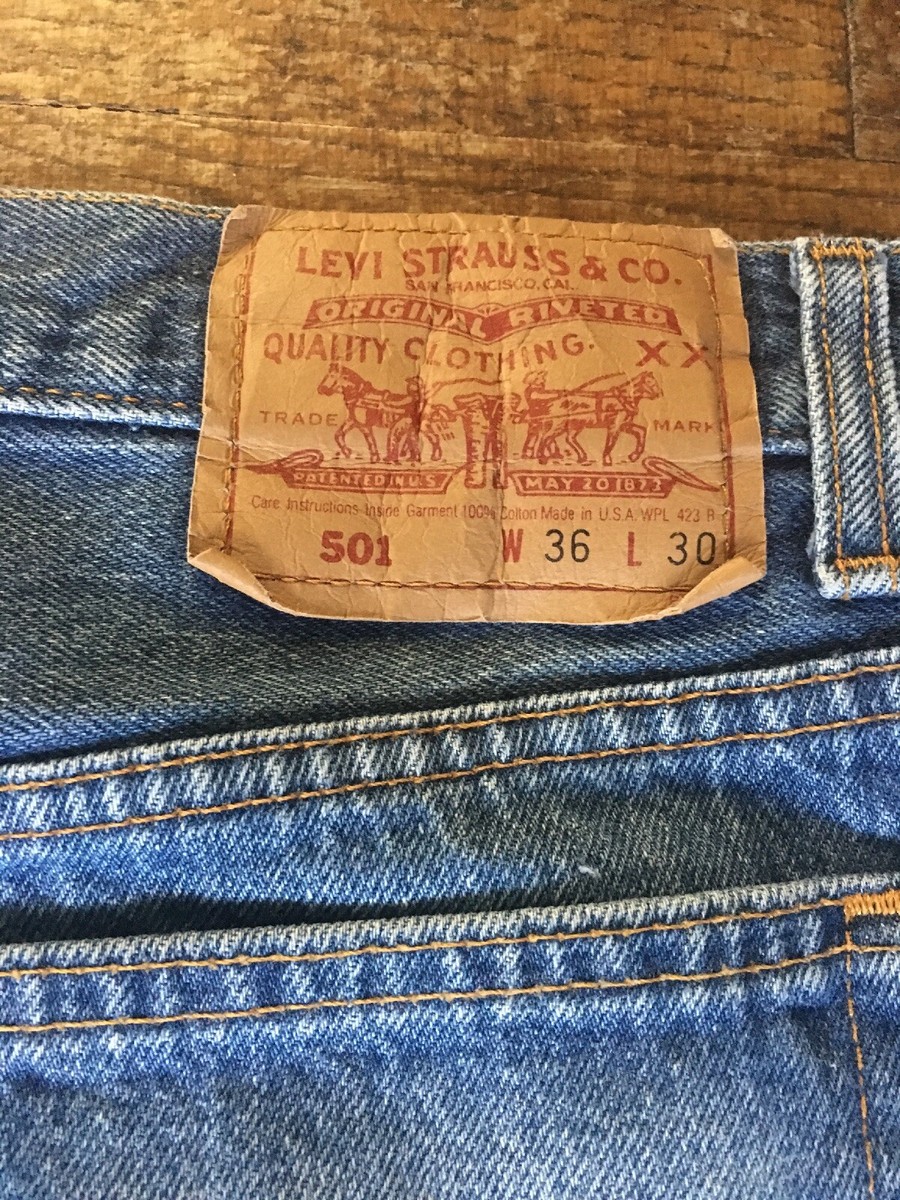 LEVI STRAUSS & CO.
SAN FRANCISCO, CAL.
ORIGINAL RIVETED
QUALITY CLOTHING. XX
TRADE MARK
PATENTED IN U.S. MAY 20 1873
Care Instructions Inside Garment 100% Cotton Made in U.S.A. WPL 423 R
501 W 36 L 30